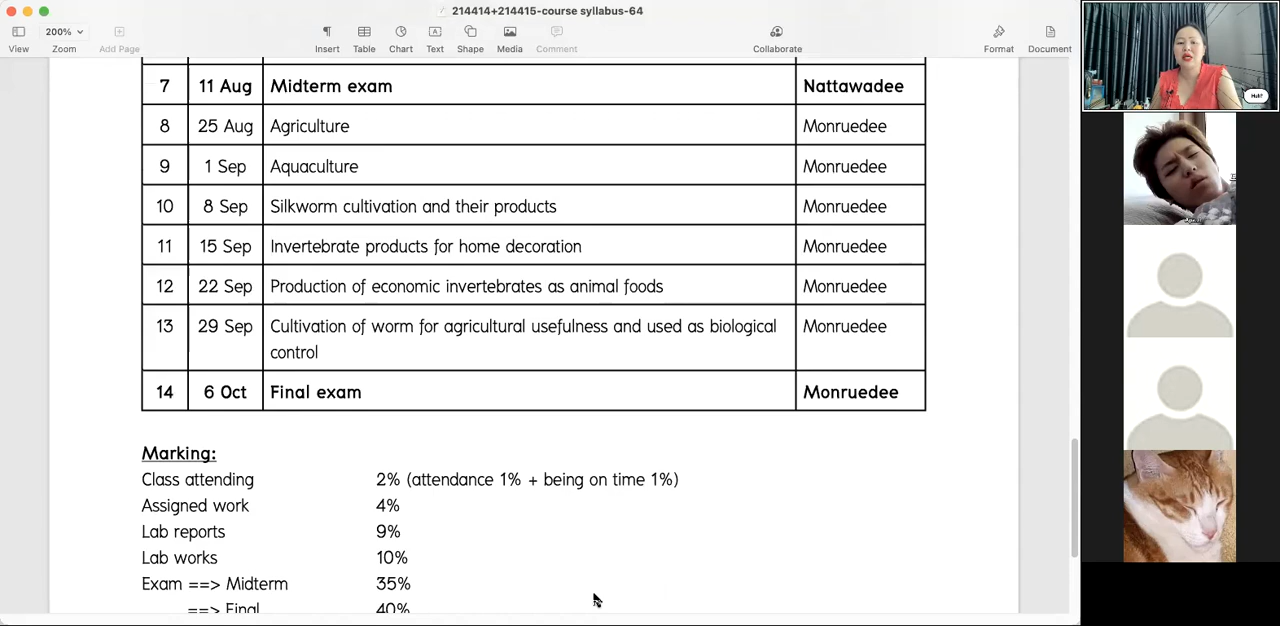 214414+214415-course syllabus-64
200%
View Zoom Add Page Insert Table Chart Text Shape Media Comment Collaborate Format Document
7 11 Aug Midterm exam Nattawadee
8 25 Aug Agriculture Monruedee
9 1 Sep Aquaculture Monruedee
10 8 Sep Silkworm cultivation and their products Monruedee
11 15 Sep Invertebrate products for home decoration Monruedee
12 22 Sep Production of economic invertebrates as animal foods Monruedee
13 29 Sep Cultivation of worm for agricultural usefulness and used as biological Monruedee
control
14 6 Oct Final exam Monruedee
Marking:
Class attending 2% (attendance 1% + being on time 1%)
Assigned work 4%
Lab reports 9%
Lab works 10%
Exam ==> Midterm 35%
==> Final 40%